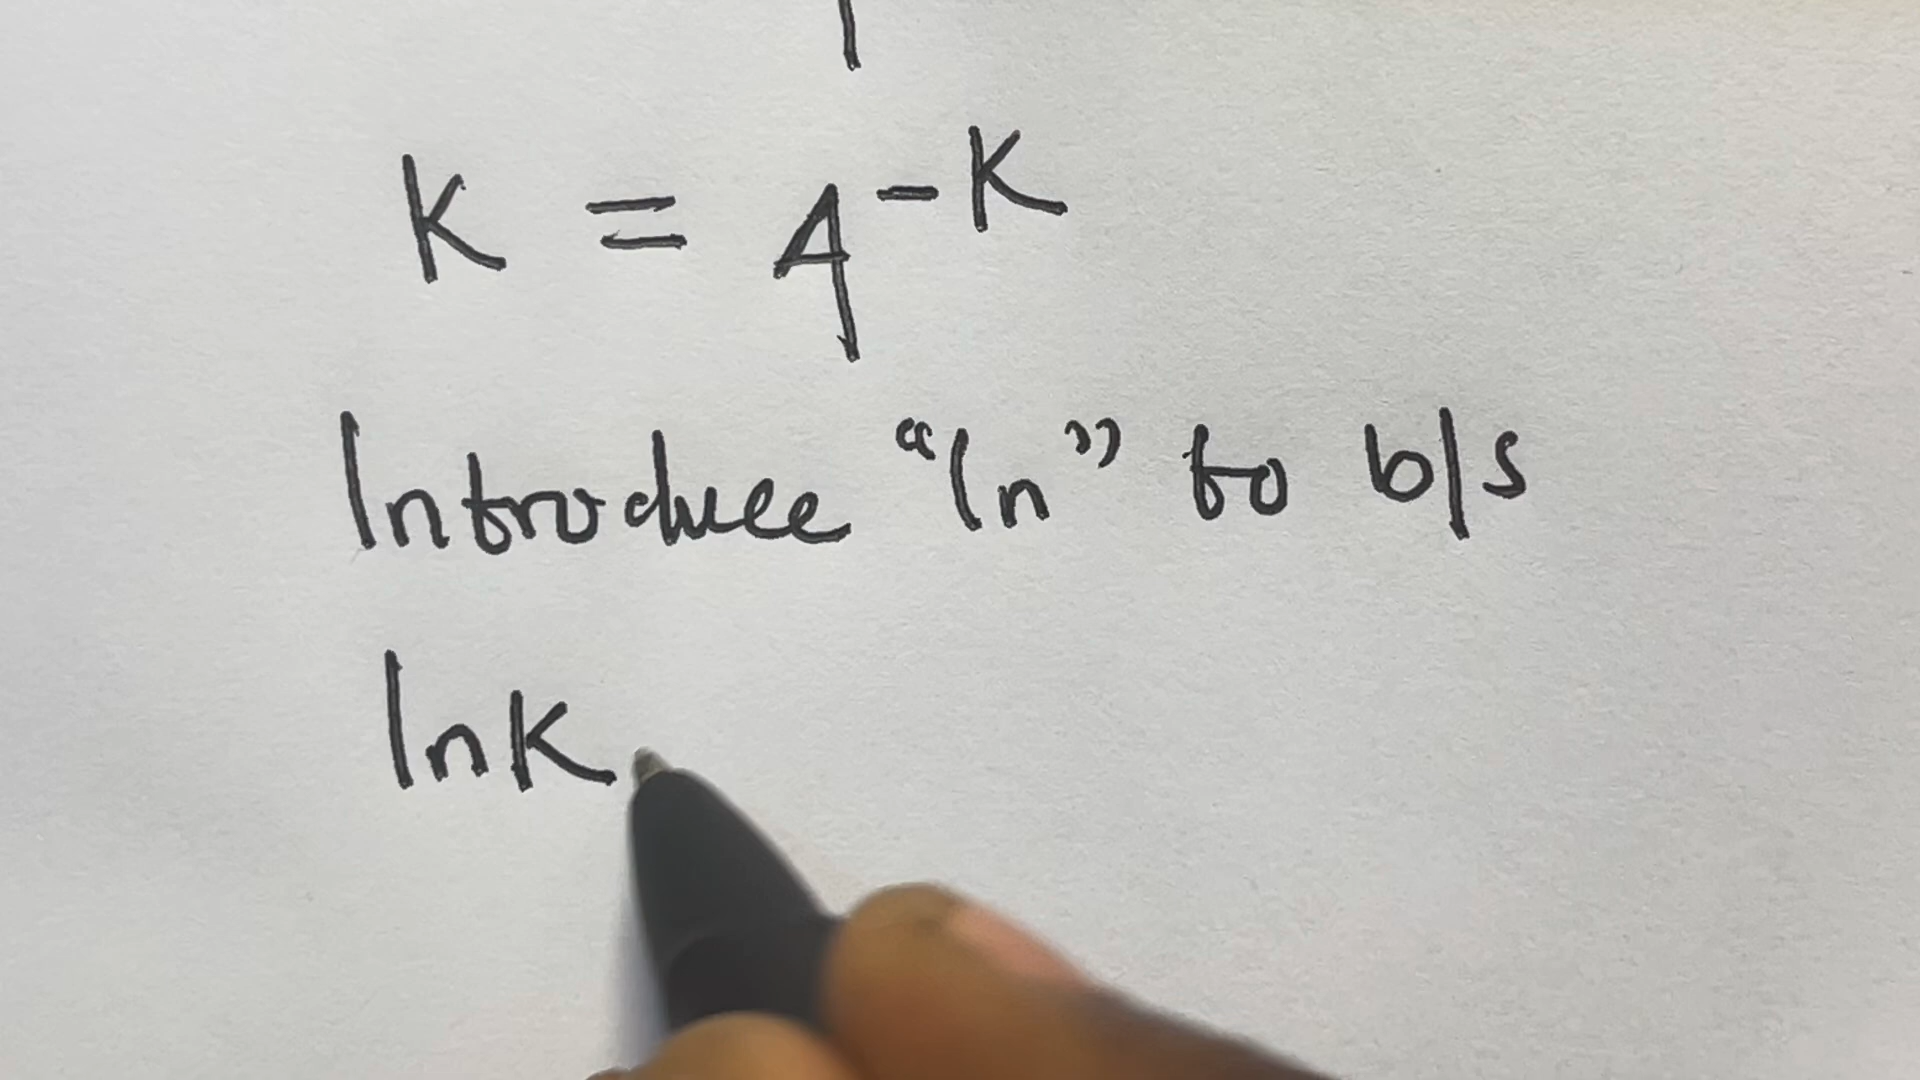 K = 4^-K
Introduce "ln" to b/s
lnK